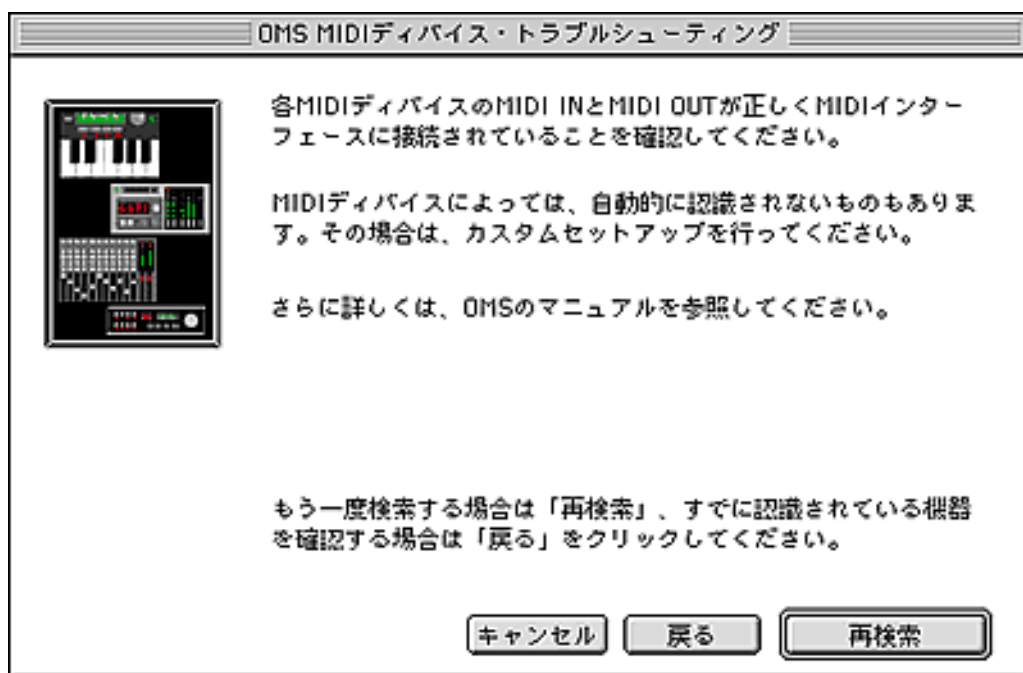 OMS MIDIディバイス・トラブルシューティング
各MIDIディバイスのMIDI INとMIDI OUTが正しくMIDIインター
フェースに接続されていることを確認してください。
MIDIディバイスによっては、自動的に認識されないものもありま
す。その場合は、カスタムセットアップを行ってください。
さらに詳しくは、OMSのマニュアルを参照してください。
もう一度検索する場合は「再検索」、すでに認識されている機器
を確認する場合は「戻る」をクリックしてください。
キャンセル
戻る
再検索